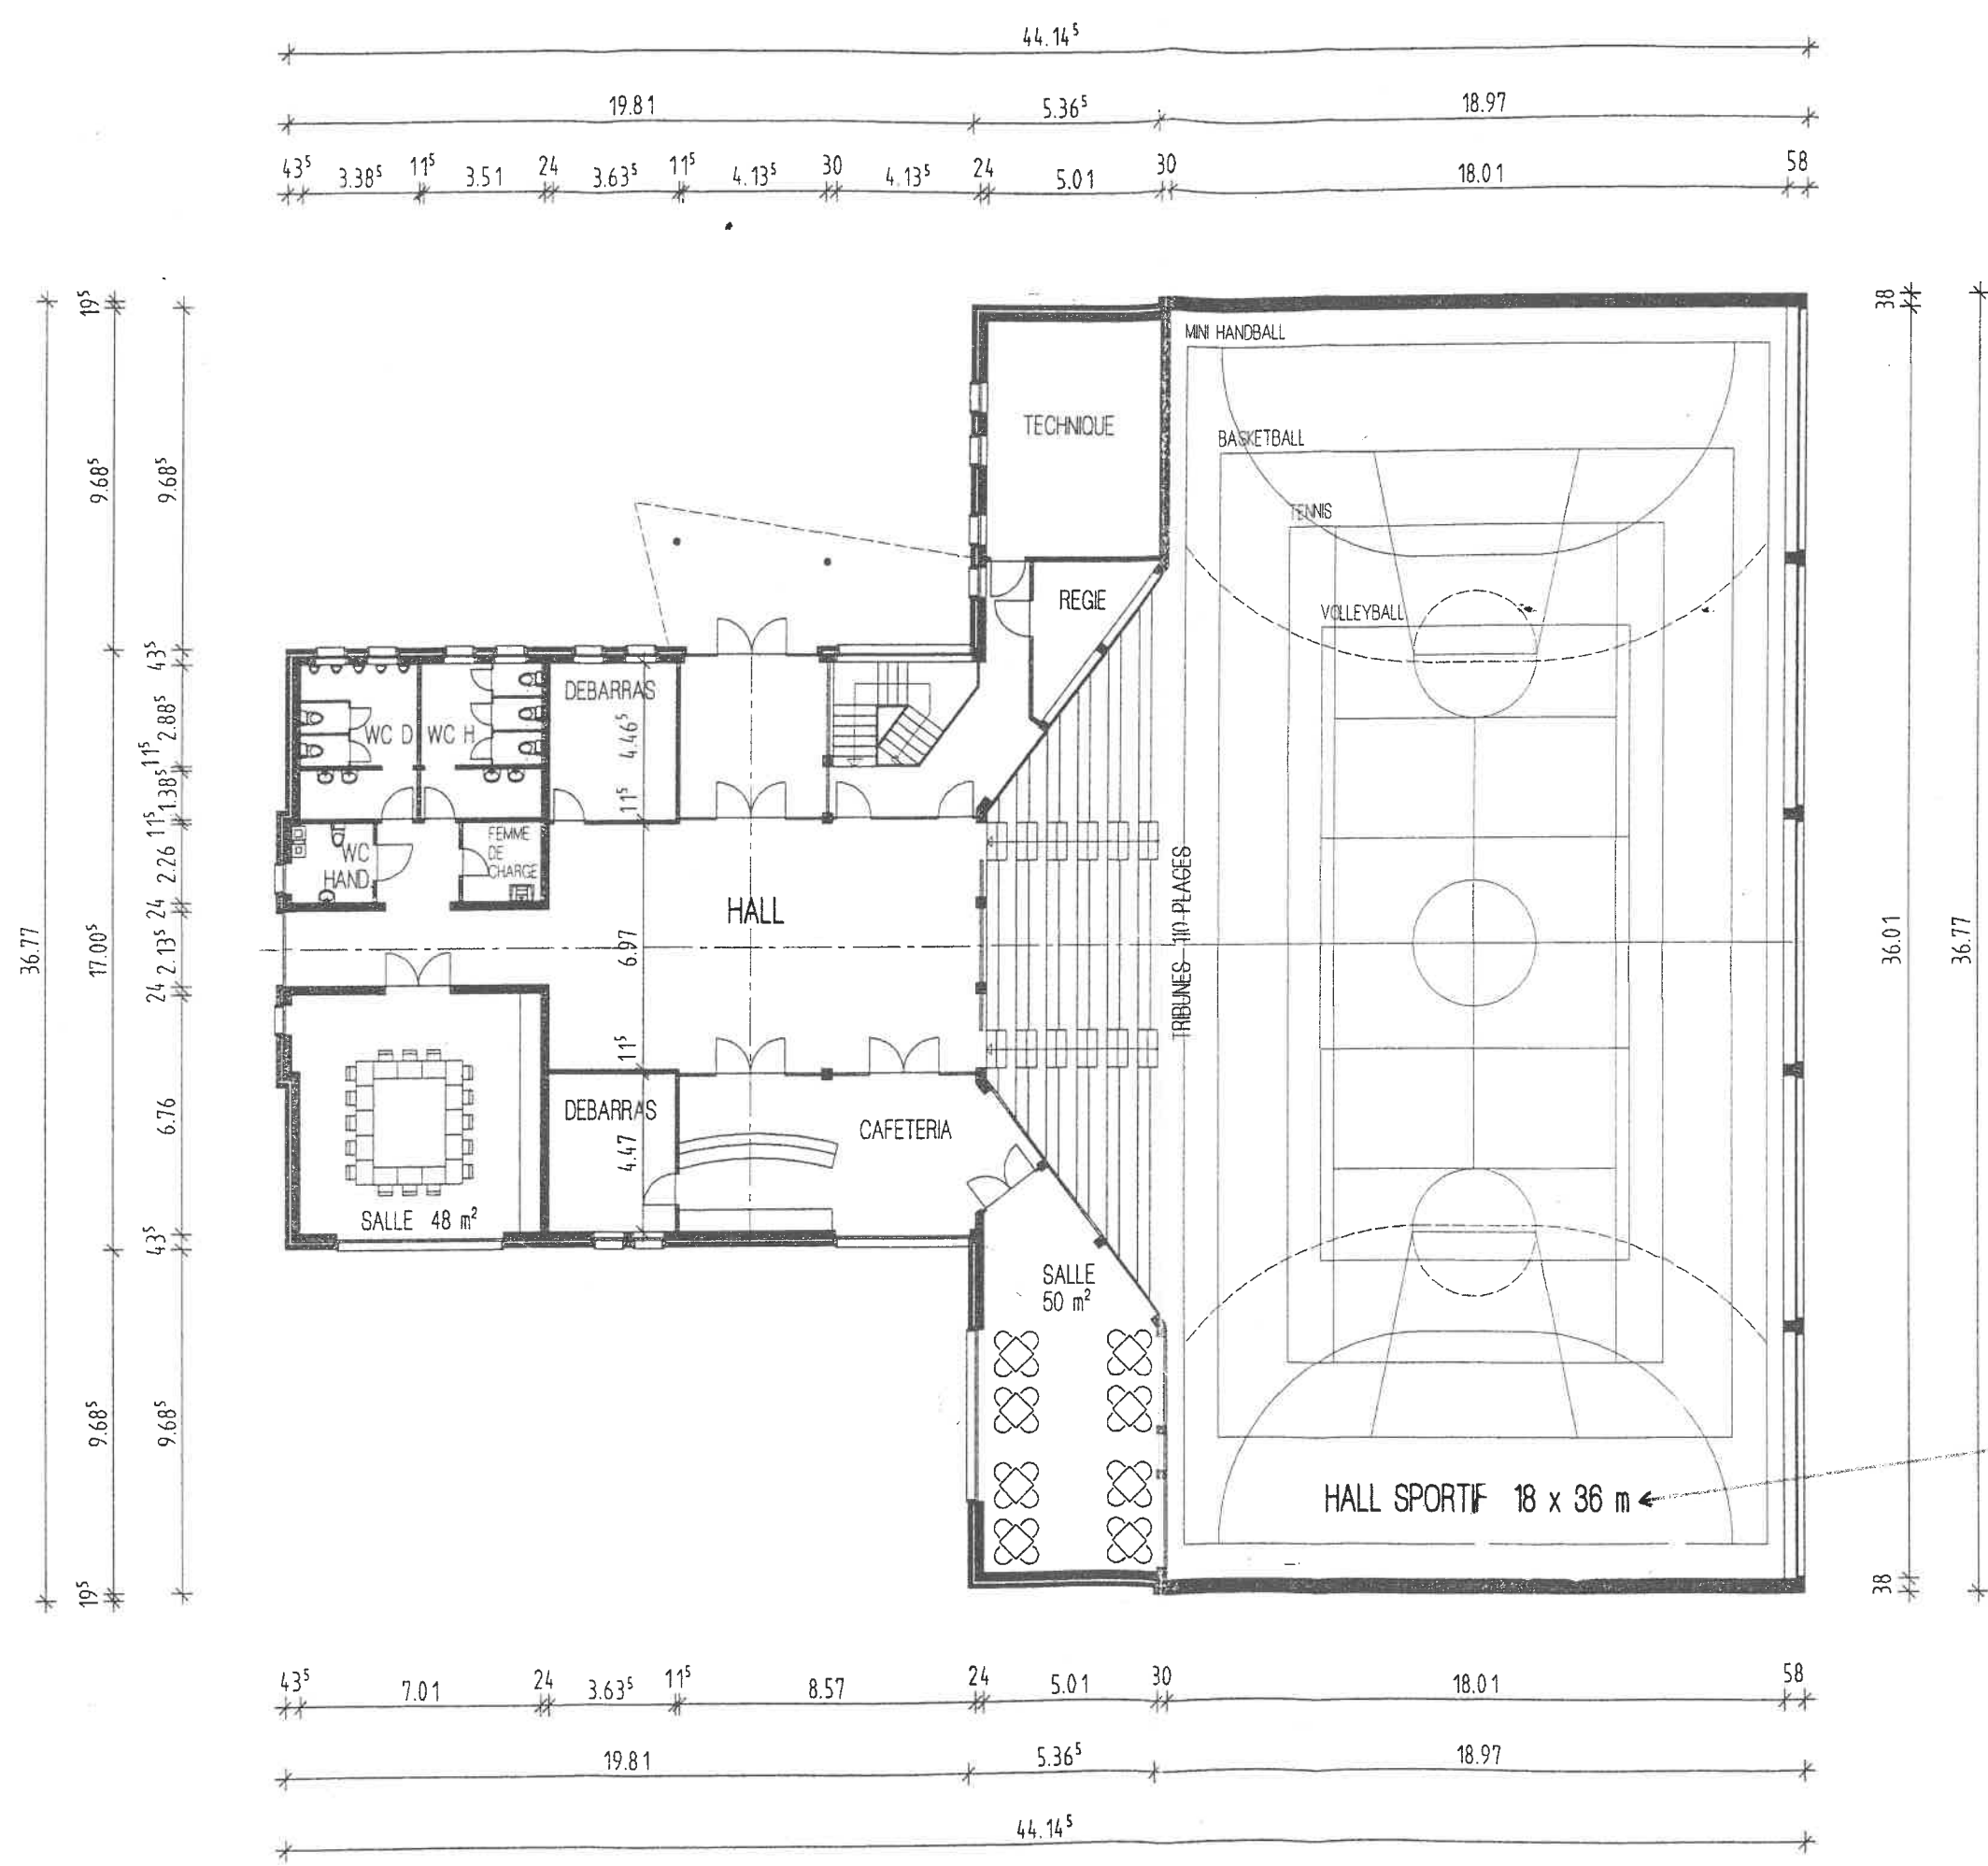 44.14⁵
19.81 5.36⁵ 18.97
43⁵ 3.38⁵ 11⁵ 3.51 24 3.63⁵ 11⁵ 4.13⁵ 30 4.13⁵ 24 5.01 30 18.01 58
36.77
19⁵
9.68⁵
17.00⁵
9.68⁵
19⁵
9.68⁵
43⁵
2.88⁵
11⁵
1.38⁵
11⁵
2.26
24
2.13⁵
24
6.76
43⁵
9.68⁵
MINI HANDBALL
BASKETBALL
TENNIS
VOLLEYBALL
TECHNIQUE
REGIE
DEBARRAS
4.46⁵
11⁵
WC D
WC H
WC
HAND
FEMME
DE
CHARGE
HALL
6.97
11⁵
TRIBUNES 110 PLACES
DEBARRAS
4.47
CAFETERIA
SALLE 48 m²
SALLE
50 m²
HALL SPORTIF 18 x 36 m
38
36.01
38
36.77
43⁵ 7.01 24 3.63⁵ 11⁵ 8.57 24 5.01 30 18.01 58
19.81 5.36⁵ 18.97
44.14⁵